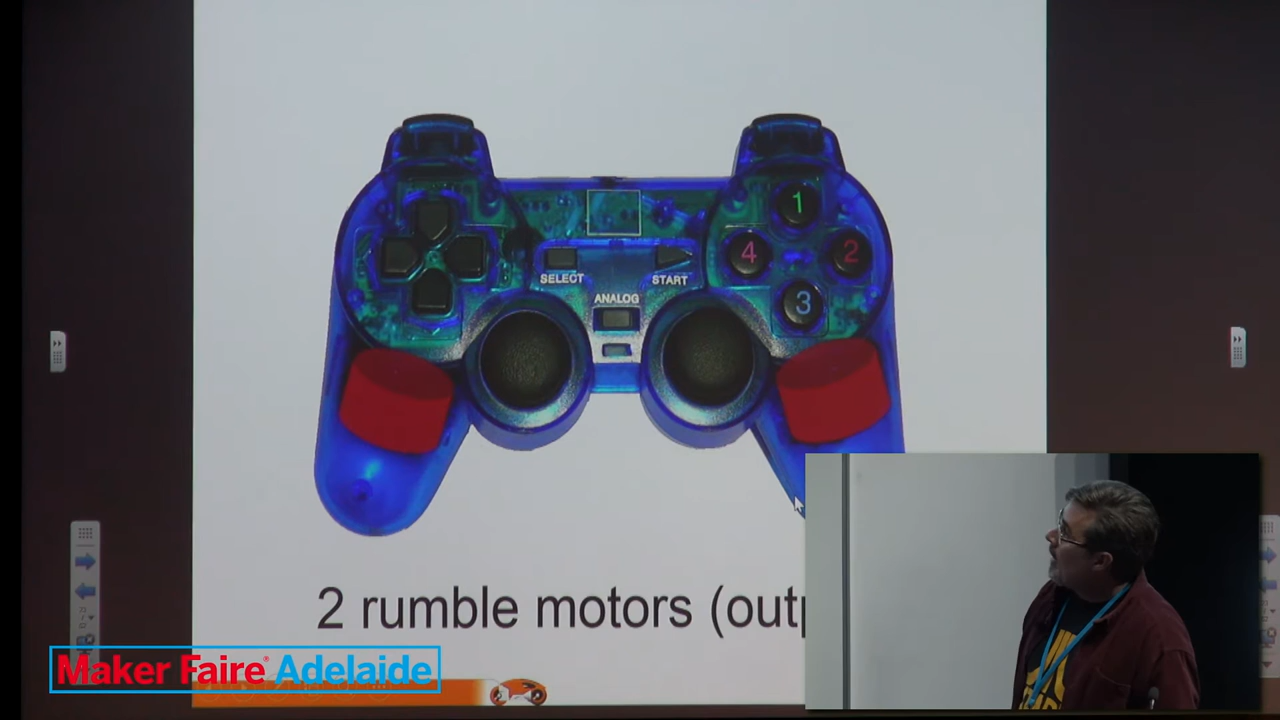 1
4
2
3
SELECT
START
ANALOG
2 rumble motors (outp
Maker Faire® Adelaide